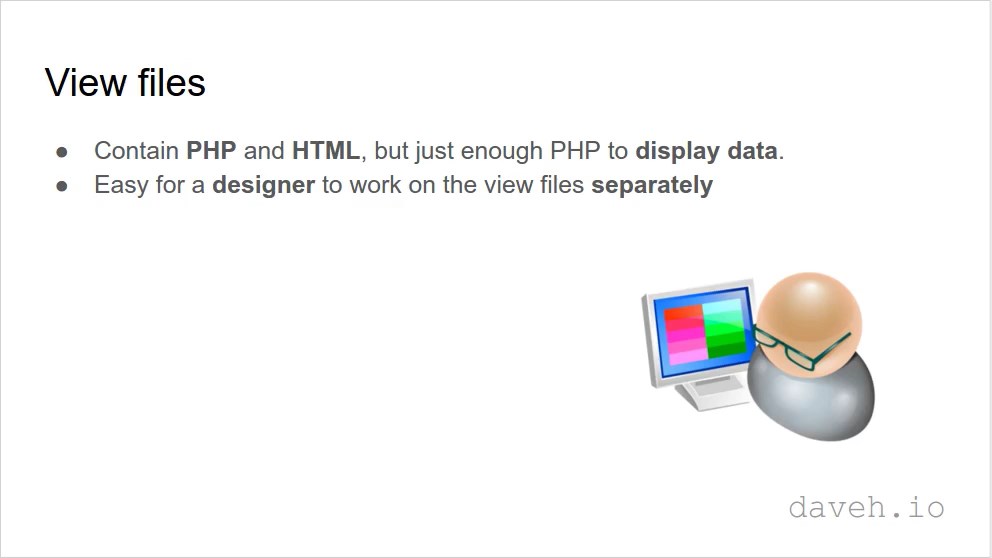 View files
● Contain PHP and HTML, but just enough PHP to display data.
● Easy for a designer to work on the view files separately
daveh.io